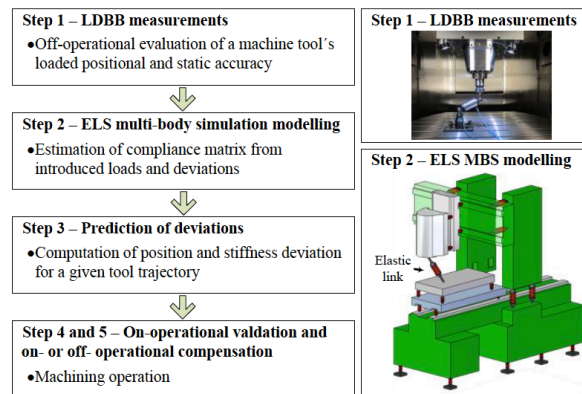 Step 1 – LDBB measurements
•Off-operational evaluation of a machine tool´s
loaded positional and static accuracy
Step 2 – ELS multi-body simulation modelling
•Estimation of compliance matrix from
introduced loads and deviations
Step 3 – Prediction of deviations
•Computation of position and stiffness deviation
for a given tool trajectory
Step 4 and 5 – On-operational valdation and
on- or off- operational compensation
•Machining operation
Step 1 – LDBB measurements
Step 2 – ELS MBS modelling
Elastic
link